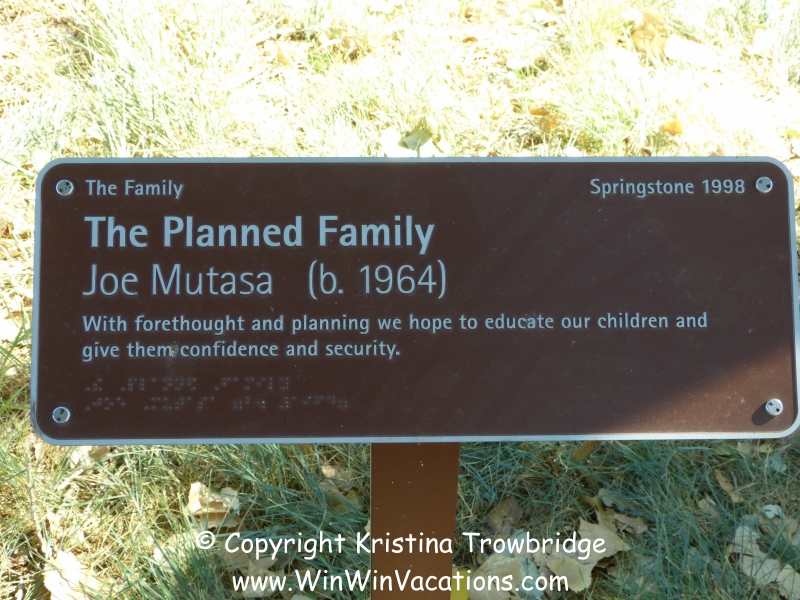 The Family
Springstone 1998
The Planned Family
Joe Mutasa (b. 1964)
With forethought and planning we hope to educate our children and
give them confidence and security.
© Copyright Kristina Trowbridge
www.WinWinVacations.com